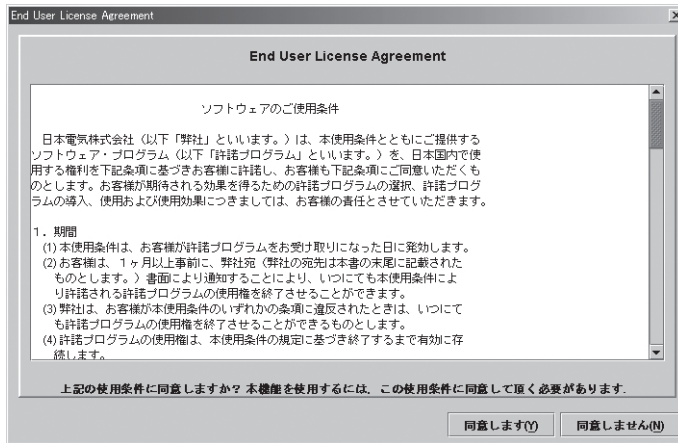 End User License Agreement
End User License Agreement
ソフトウェアのご使用条件
日本電気株式会社（以下「弊社」といいます。）は、本使用条件とともにご提供する
ソフトウェア・プログラム（以下「許諾プログラム」といいます。）を、日本国内で使
用する権利を下記条項に基づきお客様に許諾し、お客様も下記条項にご同意いただくも
のとします。お客様が期待される効果を得るための許諾プログラムの選択、許諾プログ
ラムの導入、使用および使用効果につきましては、お客様の責任とさせていただきます。
1．期間
(1)本使用条件は、お客様が許諾プログラムをお受け取りになった日に発効します。
(2)お客様は、1ヶ月以上事前に、弊社宛（弊社の宛先は本書の末尾に記載された
ものとします。）書面により通知することにより、いつにても本使用条件によ
り許諾される許諾プログラムの使用権を終了させることができます。
(3)弊社は、お客様が本使用条件のいずれかの条項に違反されたときは、いつにて
も許諾プログラムの使用権を終了させることができるものとします。
(4)許諾プログラムの使用権は、本使用条件の規定に基づき終了するまで有効に存
続します。
上記の使用条件に同意しますか？本機能を使用するには、この使用条件に同意して頂く必要があります.
同意します(Y) 同意しません(N)